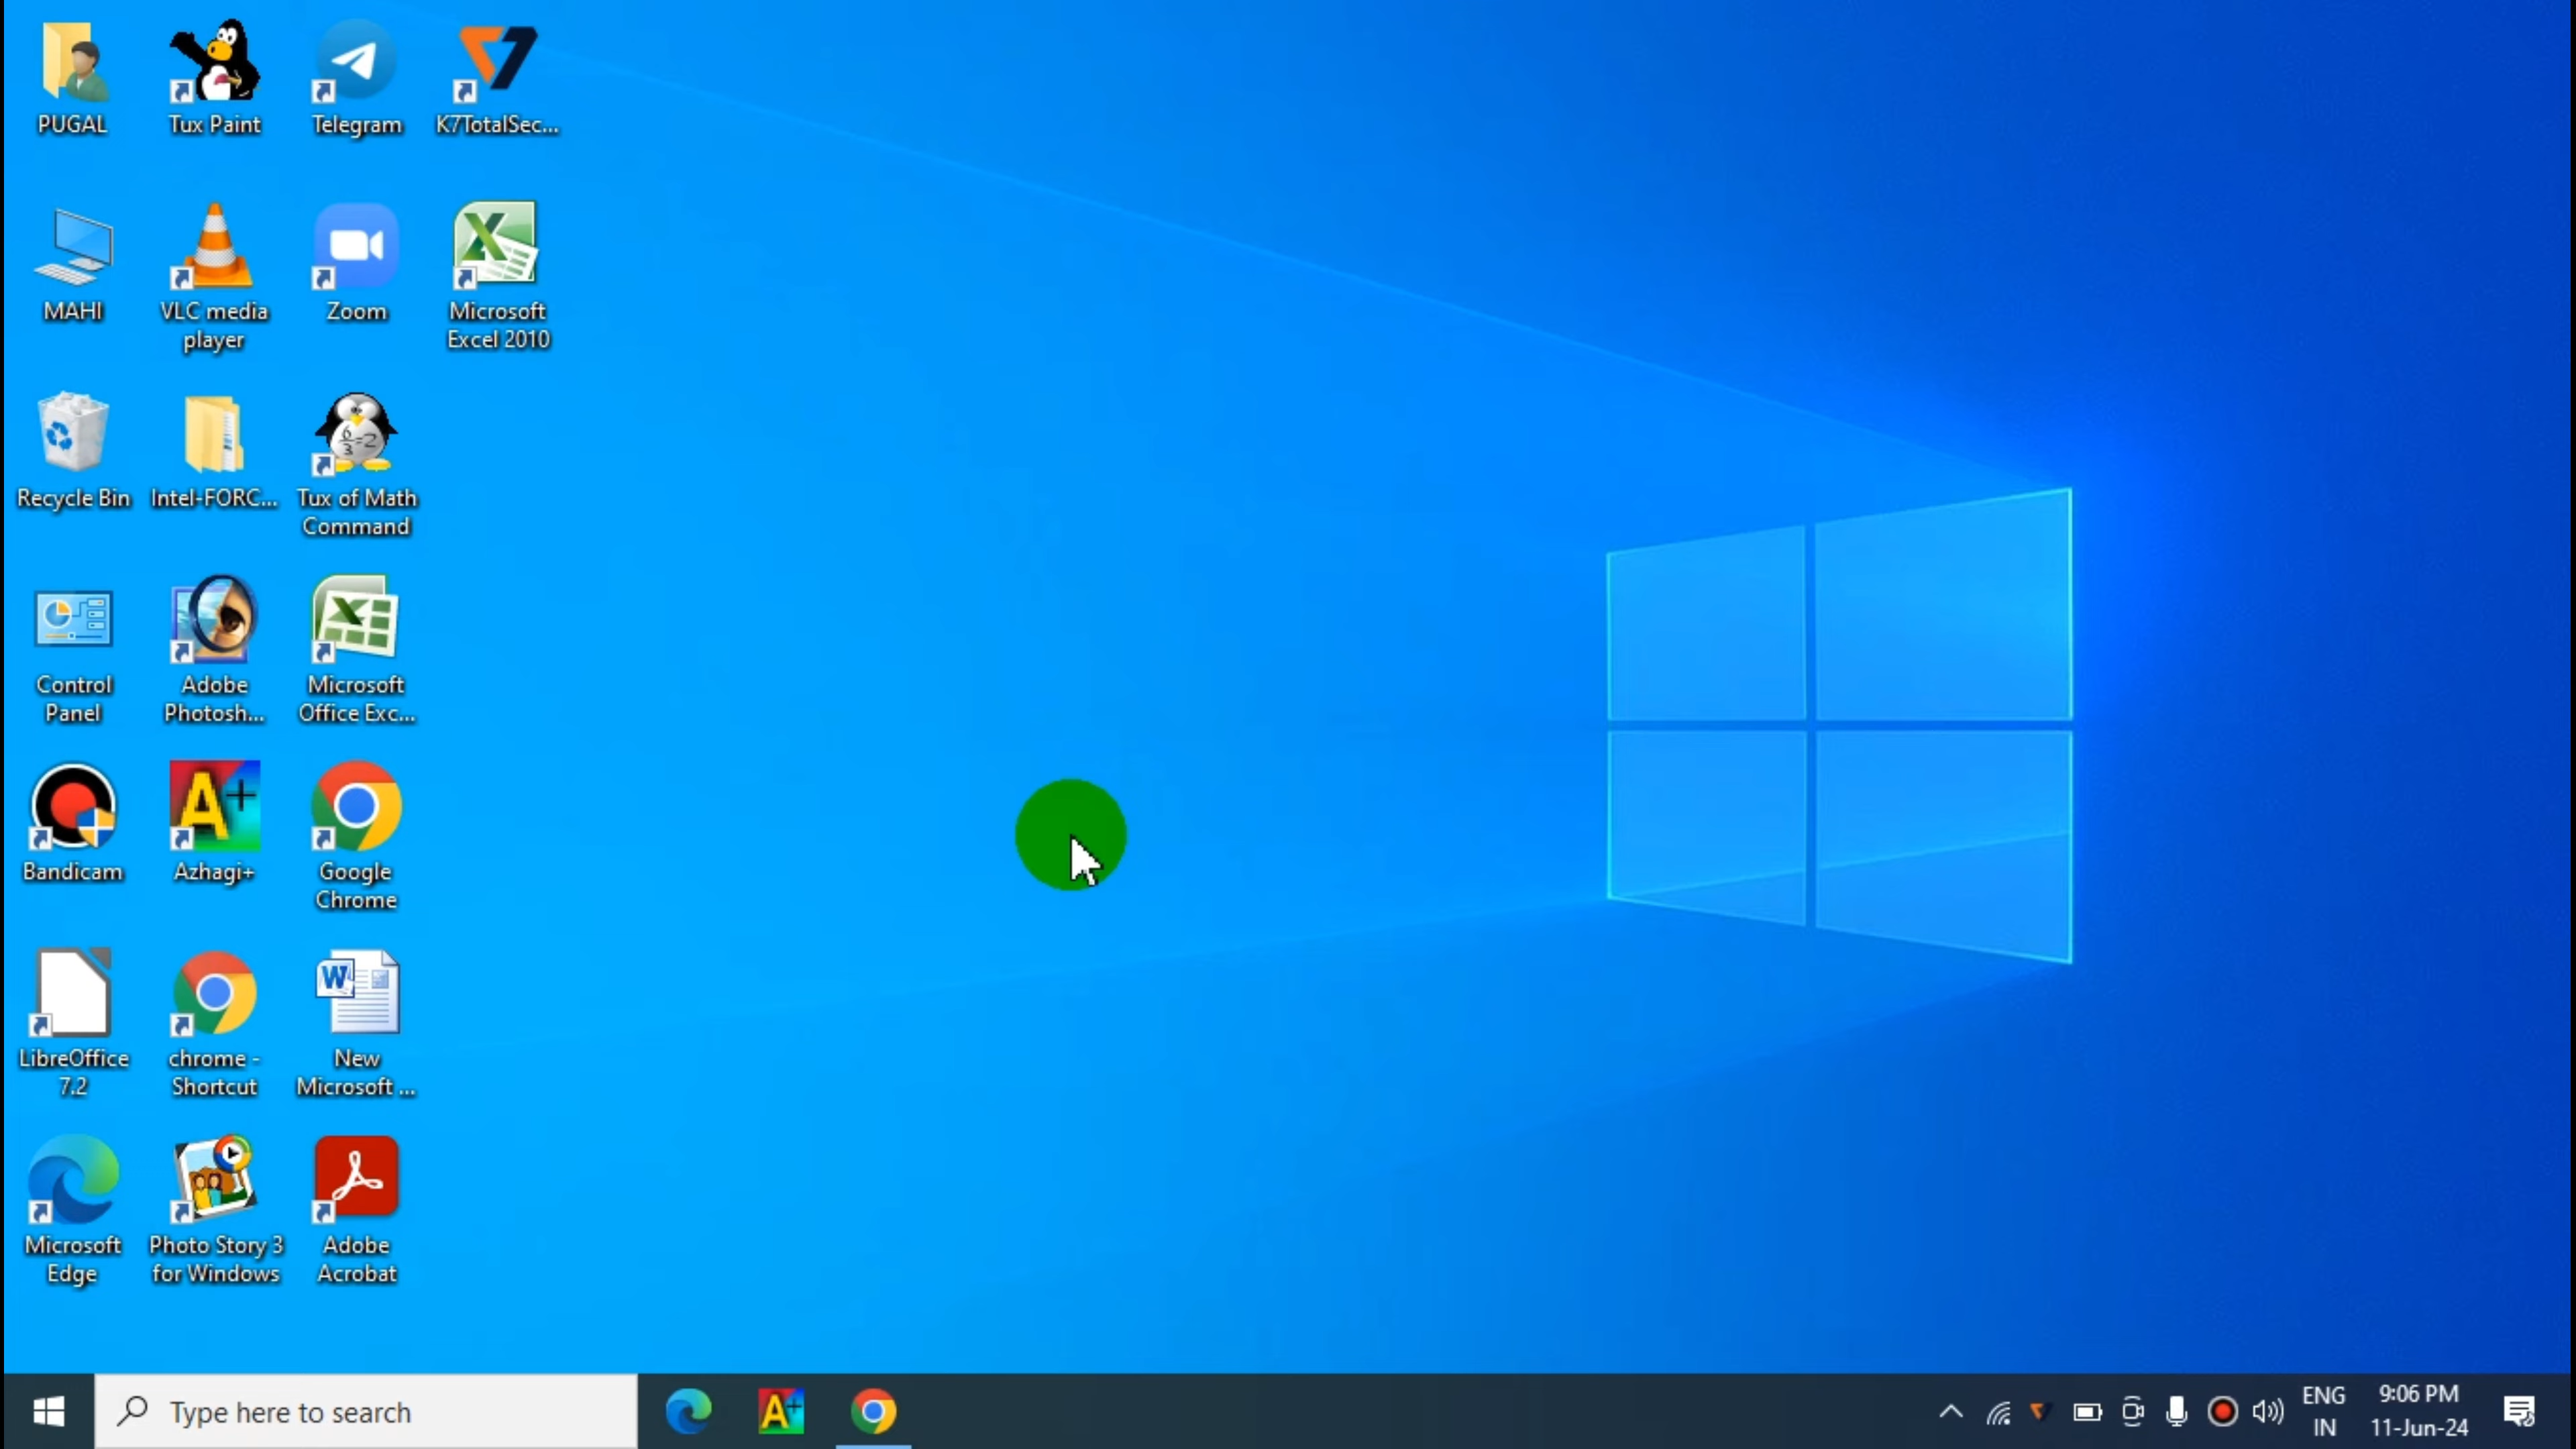 PUGAL
Tux Paint
Telegram
K7TotalSec...
MAHI
VLC media
player
Zoom
Microsoft
Excel 2010
Recycle Bin
Intel-FORC...
6/3=2
Tux of Math
Command
Control
Panel
Adobe
Photosh...
Microsoft
Office Exc...
Bandicam
A+
Azhagi+
Google
Chrome
LibreOffice
7.2
chrome -
Shortcut
W
New
Microsoft ...
Microsoft
Edge
Photo Story 3
for Windows
Adobe
Acrobat
Type here to search
A+
ENG
IN
9:06 PM
11-Jun-24